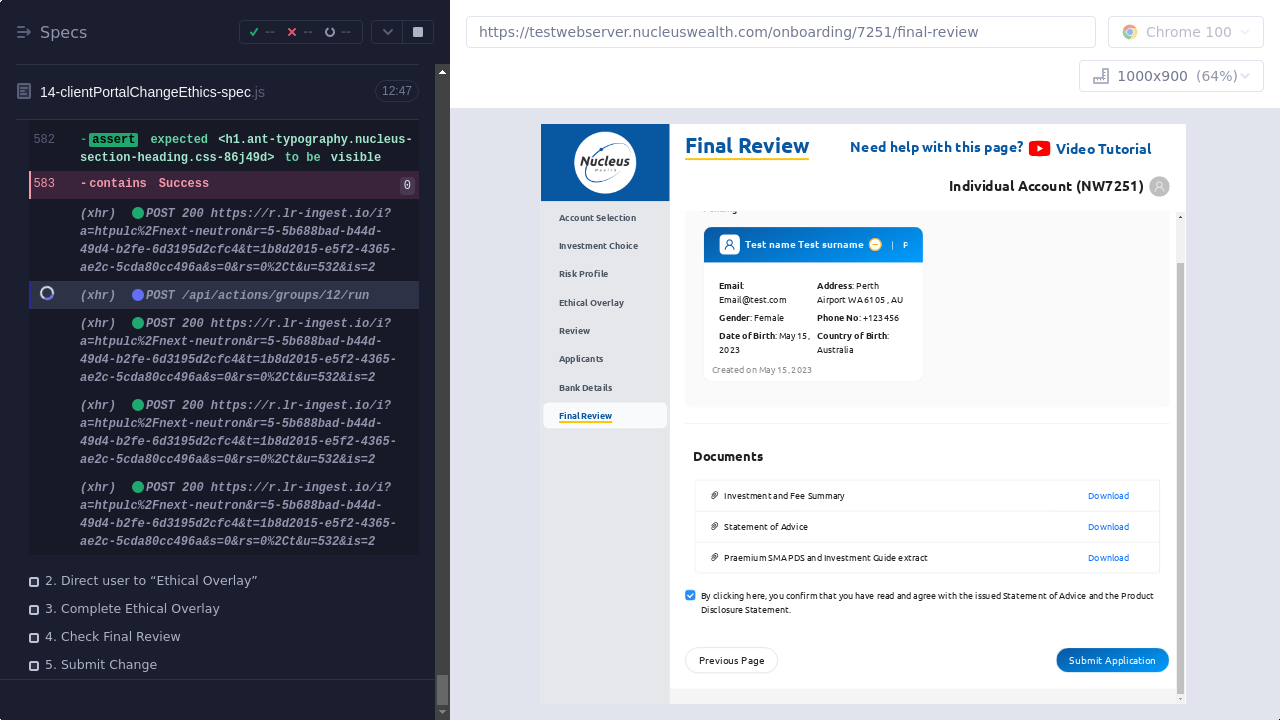 Specs
--
--
--
14-clientPortalChangeEthics-spec.js
12:47
582
-assert expected <h1.ant-typography.nucleus-
section-heading.css-86j49d> to be visible
583
-contains Success
0
(xhr) POST 200 https://r.lr-ingest.io/i?
a=htpulc%2Fnext-neutron&r=5-5b688bad-b44d-
49d4-b2fe-6d3195d2cfc4&t=1b8d2015-e5f2-4365-
ae2c-5cda80cc496a&s=0&rs=0%2Ct&u=532&is=2
(xhr) POST /api/actions/groups/12/run
(xhr) POST 200 https://r.lr-ingest.io/i?
a=htpulc%2Fnext-neutron&r=5-5b688bad-b44d-
49d4-b2fe-6d3195d2cfc4&t=1b8d2015-e5f2-4365-
ae2c-5cda80cc496a&s=0&rs=0%2Ct&u=532&is=2
(xhr) POST 200 https://r.lr-ingest.io/i?
a=htpulc%2Fnext-neutron&r=5-5b688bad-b44d-
49d4-b2fe-6d3195d2cfc4&t=1b8d2015-e5f2-4365-
ae2c-5cda80cc496a&s=0&rs=0%2Ct&u=532&is=2
(xhr) POST 200 https://r.lr-ingest.io/i?
a=htpulc%2Fnext-neutron&r=5-5b688bad-b44d-
49d4-b2fe-6d3195d2cfc4&t=1b8d2015-e5f2-4365-
ae2c-5cda80cc496a&s=0&rs=0%2Ct&u=532&is=2
2. Direct user to “Ethical Overlay”
3. Complete Ethical Overlay
4. Check Final Review
5. Submit Change
https://testwebserver.nucleuswealth.com/onboarding/7251/final-review
Chrome 100
1000x900 (64%)
Nucleus
Wealth
Account Selection
Investment Choice
Risk Profile
Ethical Overlay
Review
Applicants
Bank Details
Final Review
Final Review
Need help with this page?
Video Tutorial
Individual Account (NW7251)
Test name Test surname
| P
Email:
Email@test.com
Gender: Female
Date of Birth: May 15,
2023
Address: Perth
Airport WA 6105 , AU
Phone No: +123456
Country of Birth:
Australia
Created on May 15, 2023
Documents
Investment and Fee Summary
Download
Statement of Advice
Download
Praemium SMA PDS and Investment Guide extract
Download
By clicking here, you confirm that you have read and agree with the issued Statement of Advice and the Product
Disclosure Statement.
Previous Page
Submit Application